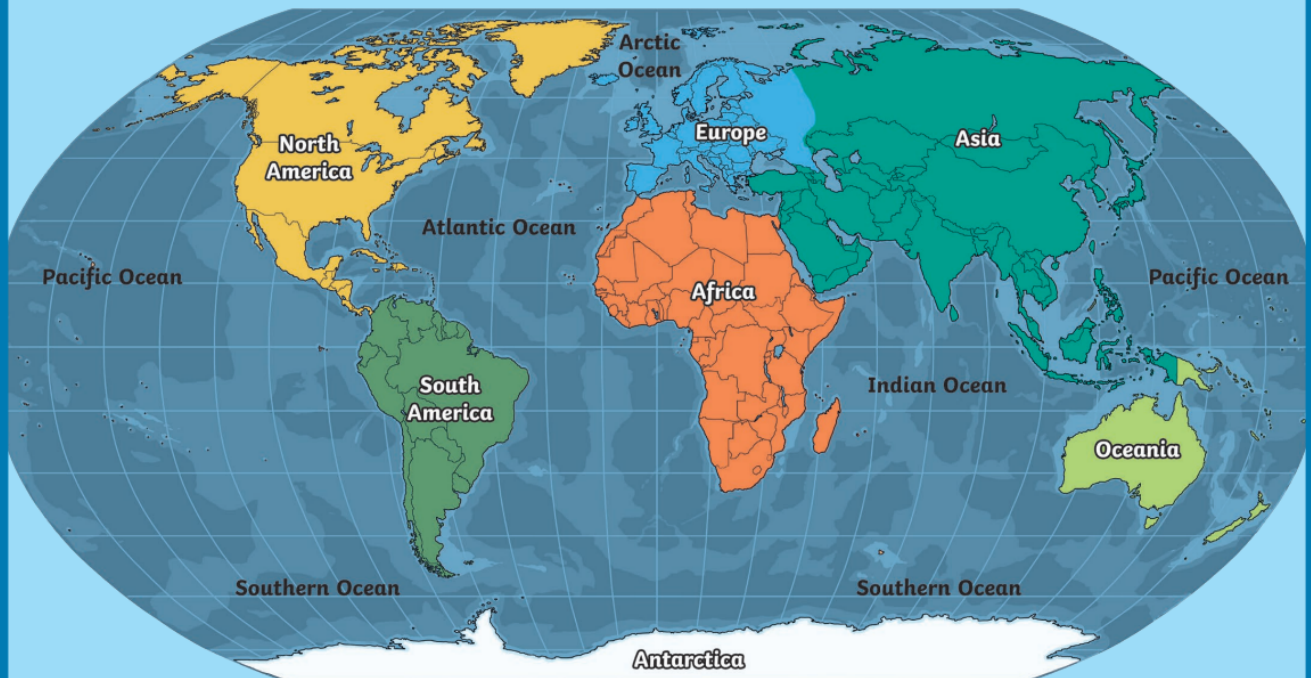 Arctic
Ocean
North
America
Europe
Asia
Atlantic Ocean
Pacific Ocean
Pacific Ocean
Africa
South
America
Indian Ocean
Oceania
Southern Ocean
Southern Ocean
Antarctica